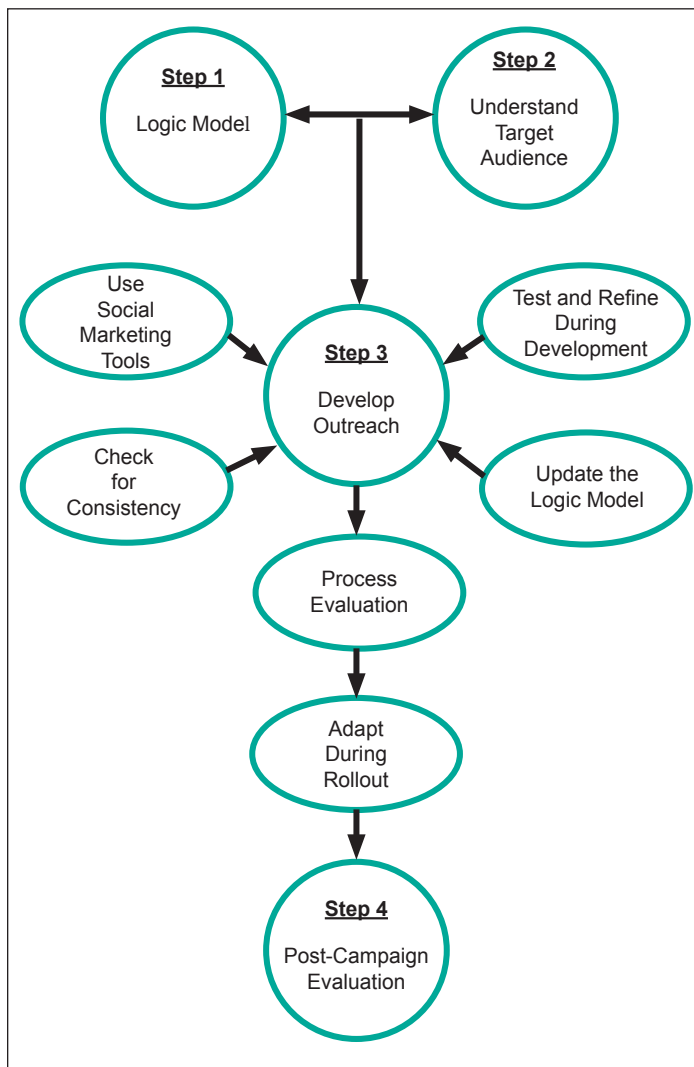 Step 1
Logic Model
Step 2
Understand
Target
Audience
Use
Social
Marketing
Tools
Test and Refine
During
Development
Step 3
Develop
Outreach
Check
for
Consistency
Update the
Logic Model
Process
Evaluation
Adapt
During
Rollout
Step 4
Post-Campaign
Evaluation